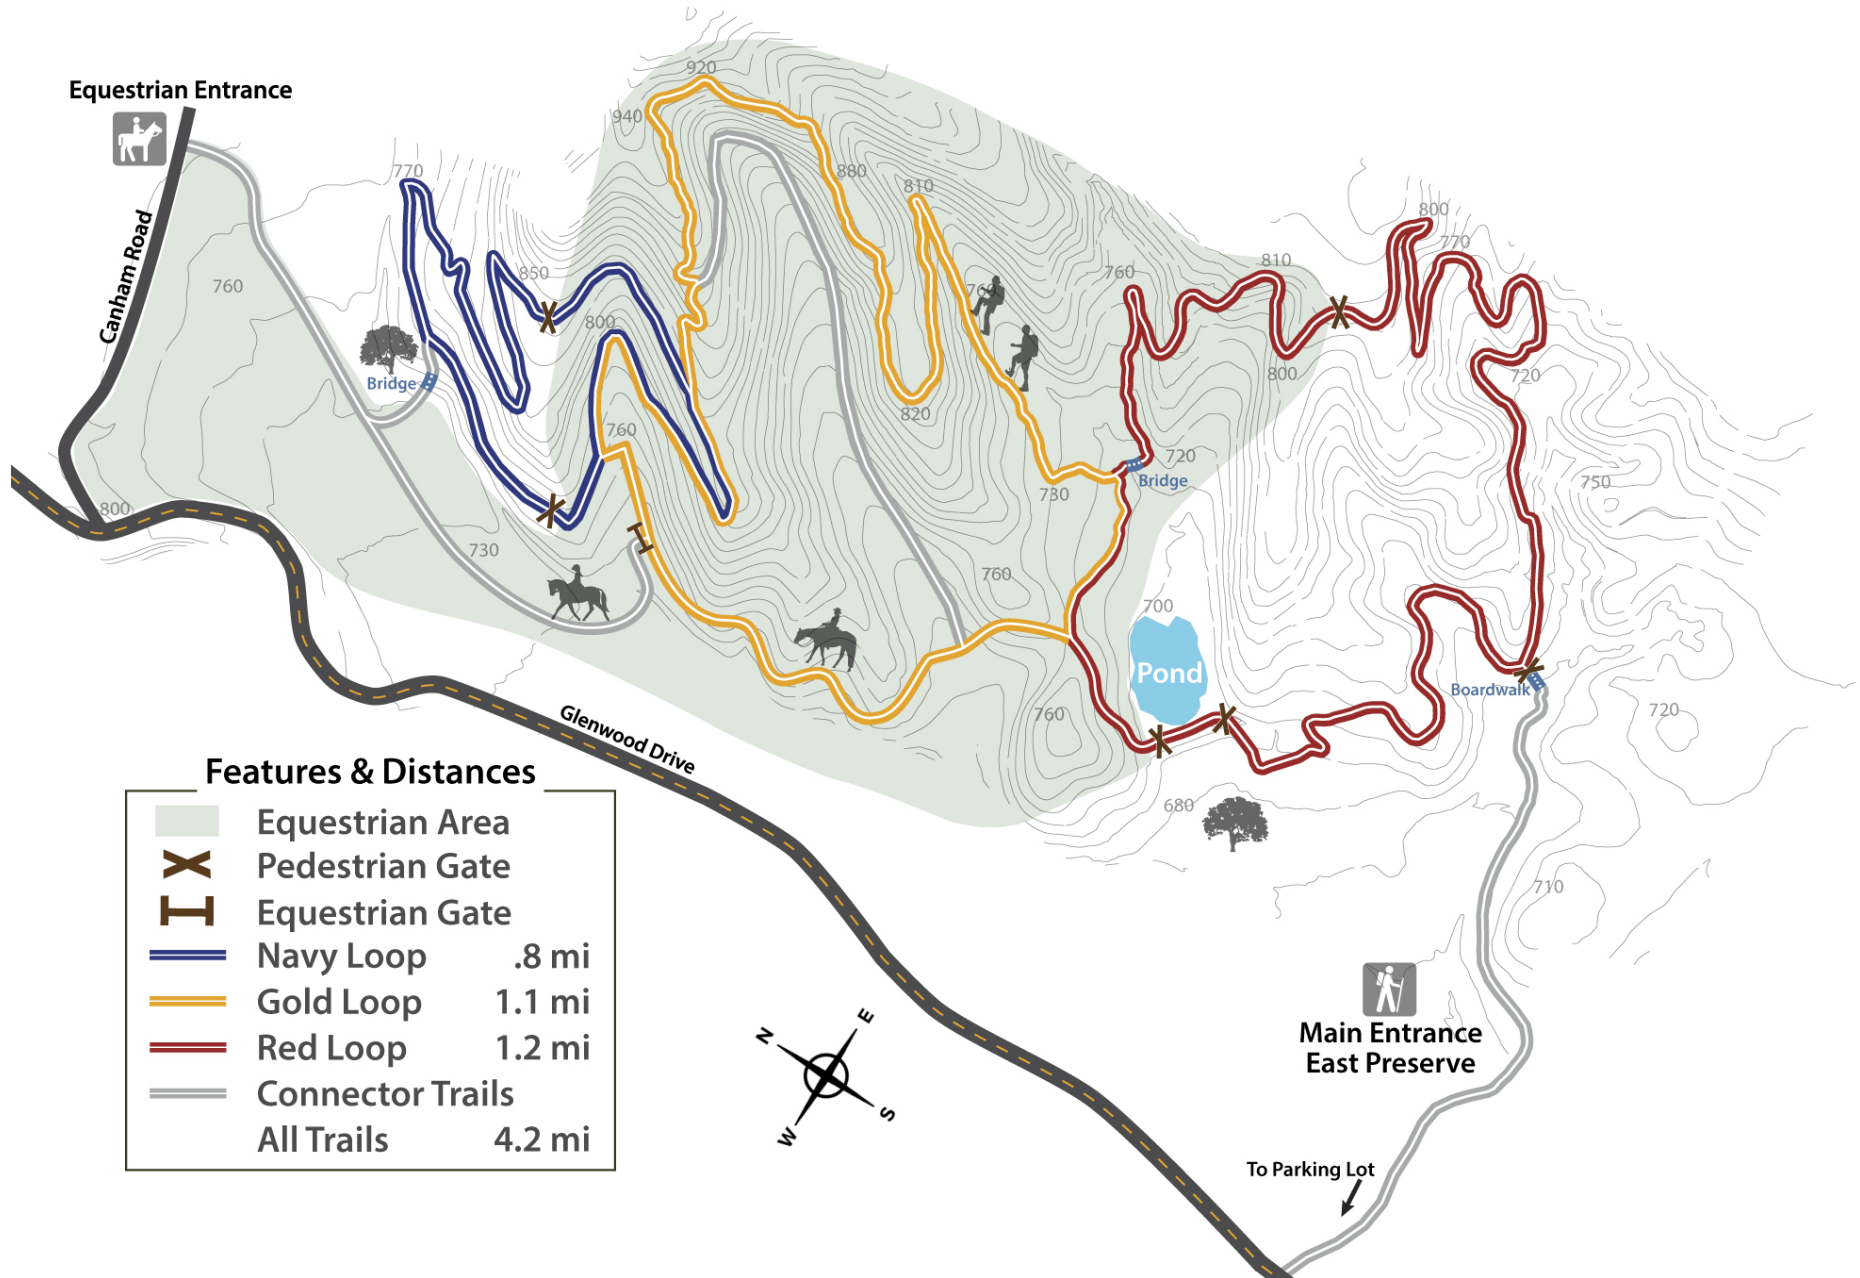 920
Equestrian Entrance
940
770
880
810
800
Canham Road
770
760
850
760
810
760
800
Bridge
800
720
820
760
720
Bridge
750
730
800
730
760
700
Pond
Boardwalk
760
720
Glenwood Drive
680
710
Features & Distances
Equestrian Area
Pedestrian Gate
Equestrian Gate
Navy Loop .8 mi
Gold Loop 1.1 mi
Red Loop 1.2 mi
Connector Trails
All Trails 4.2 mi
N
E
S
W
Main Entrance
East Preserve
To Parking Lot